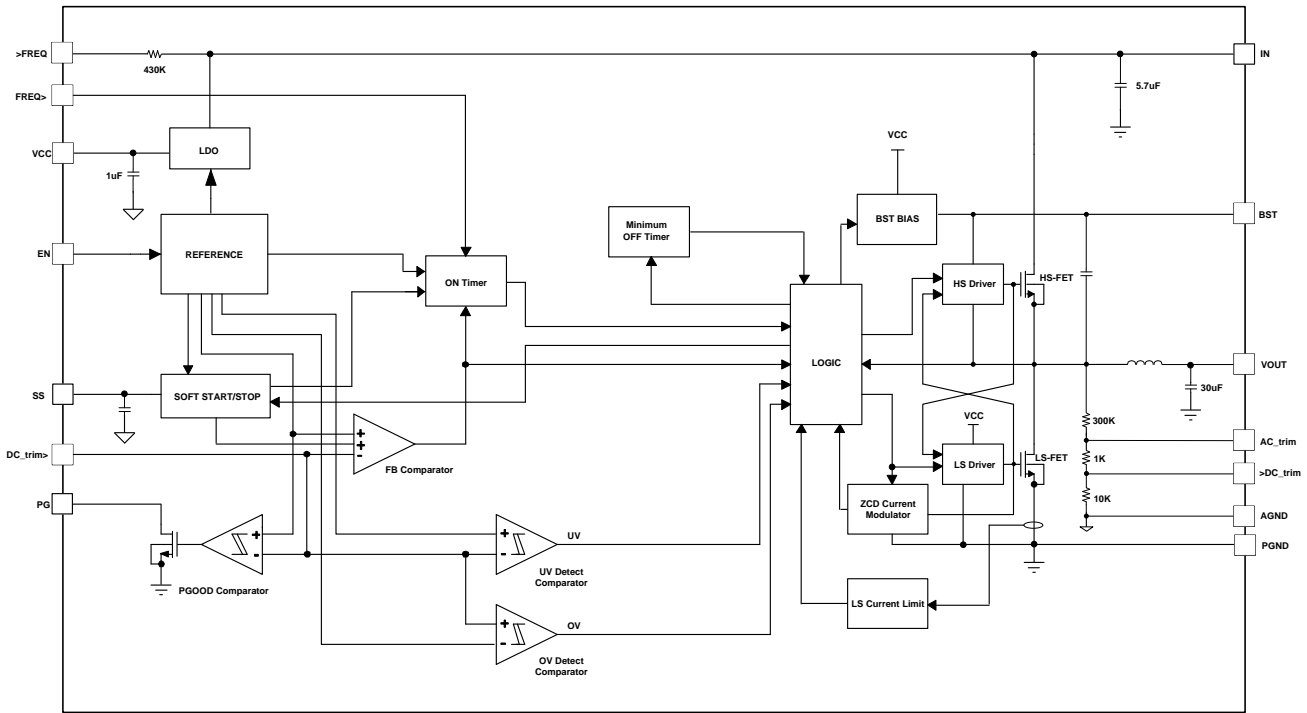 >FREQ
430K
IN
5.7uF
FREQ>
VCC
LDO
1uF
VCC
BST BIAS
BST
Minimum
OFF Timer
EN
REFERENCE
ON Timer
HS Driver
HS-FET
LOGIC
VOUT
30uF
SS
SOFT START/STOP
VCC
300K
AC_trim
DC_trim>
+
+
-
FB Comparator
LS Driver
LS-FET
1K
>DC_trim
10K
PG
ZCD Current
Modulator
AGND
+
-
PGOOD Comparator
+
-
UV
UV Detect
Comparator
PGND
LS Current Limit
+
-
OV
OV Detect
Comparator